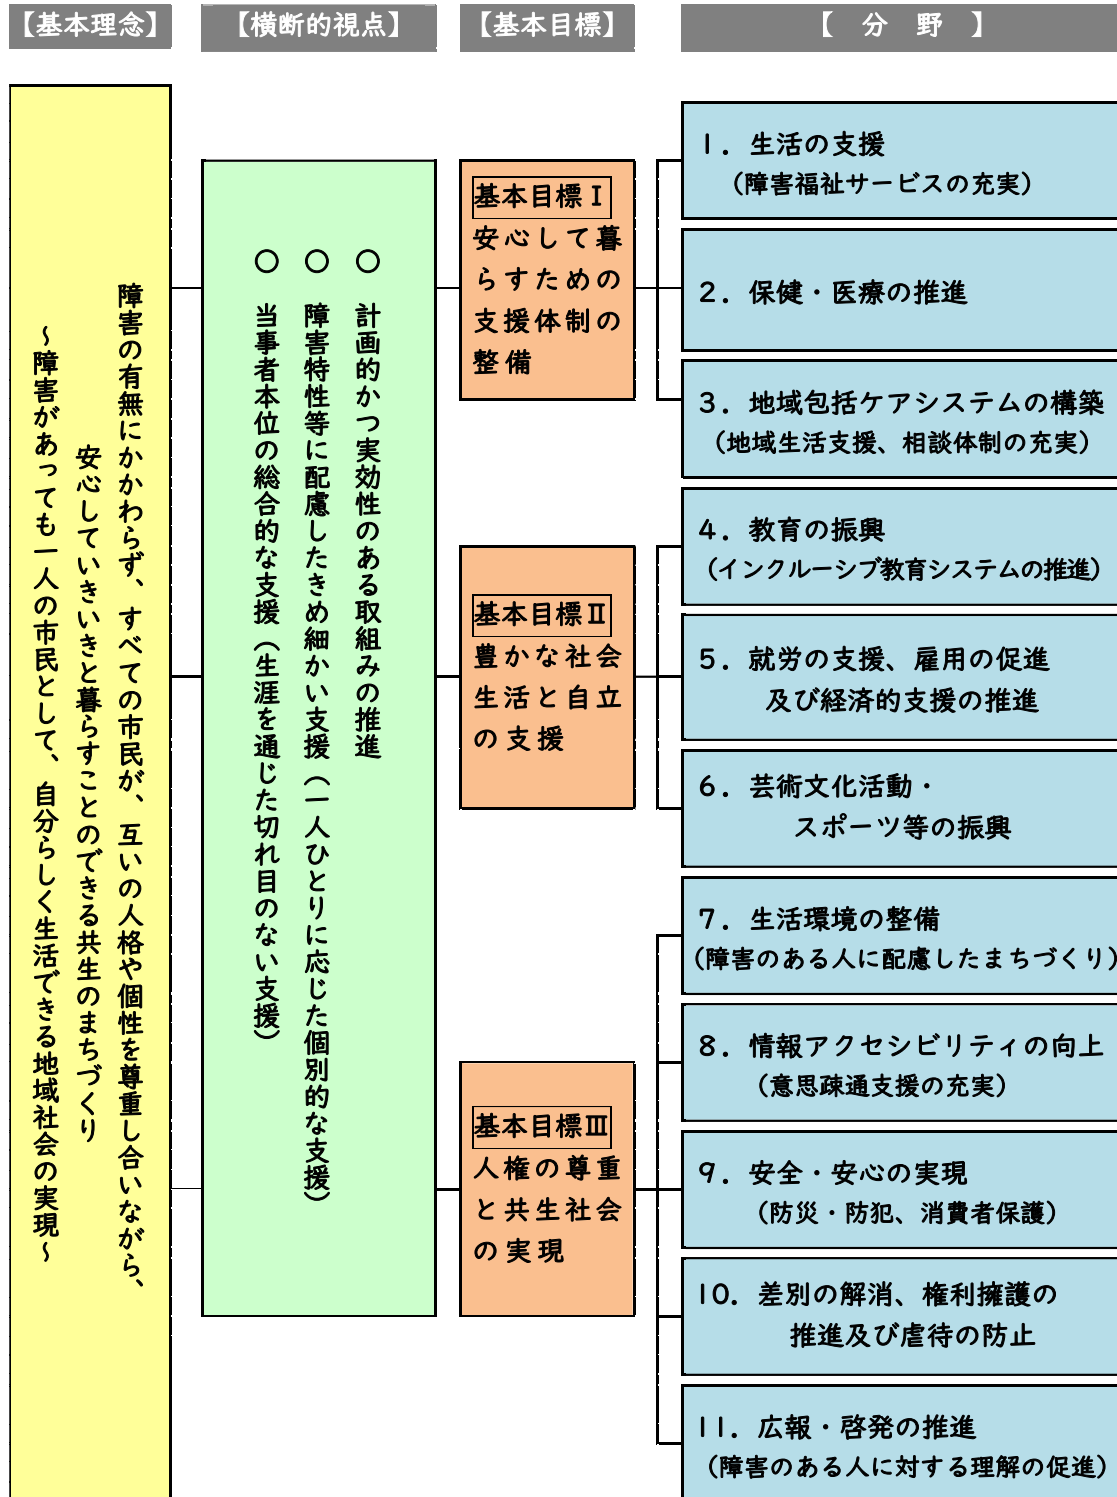 【基本理念】
【横断的視点】
【基本目標】
【　分　野　】
障害の有無にかかわらず、すべての市民が、互いの人格や個性を尊重し合いながら、
安心していきいきと暮らすことのできる共生のまちづくり
～障害があっても一人の市民として、自分らしく生活できる地域社会の実現～
○　計画的かつ実効性のある取組みの推進
○　障害特性等に配慮したきめ細かい支援（一人ひとりに応じた個別的な支援）
○　当事者本位の総合的な支援（生涯を通じた切れ目のない支援）
基本目標Ⅰ
安心して暮
らすための
支援体制の
整備
1．生活の支援
（障害福祉サービスの充実）
2．保健・医療の推進
3．地域包括ケアシステムの構築
（地域生活支援、相談体制の充実）
基本目標Ⅱ
豊かな社会
生活と自立
の支援
4．教育の振興
（インクルーシブ教育システムの推進）
5．就労の支援、雇用の促進
及び経済的支援の推進
6．芸術文化活動・
スポーツ等の振興
基本目標Ⅲ
人権の尊重
と共生社会
の実現
7．生活環境の整備
（障害のある人に配慮したまちづくり）
8．情報アクセシビリティの向上
（意思疎通支援の充実）
9．安全・安心の実現
（防災・防犯、消費者保護）
10．差別の解消、権利擁護の
推進及び虐待の防止
11．広報・啓発の推進
（障害のある人に対する理解の促進）